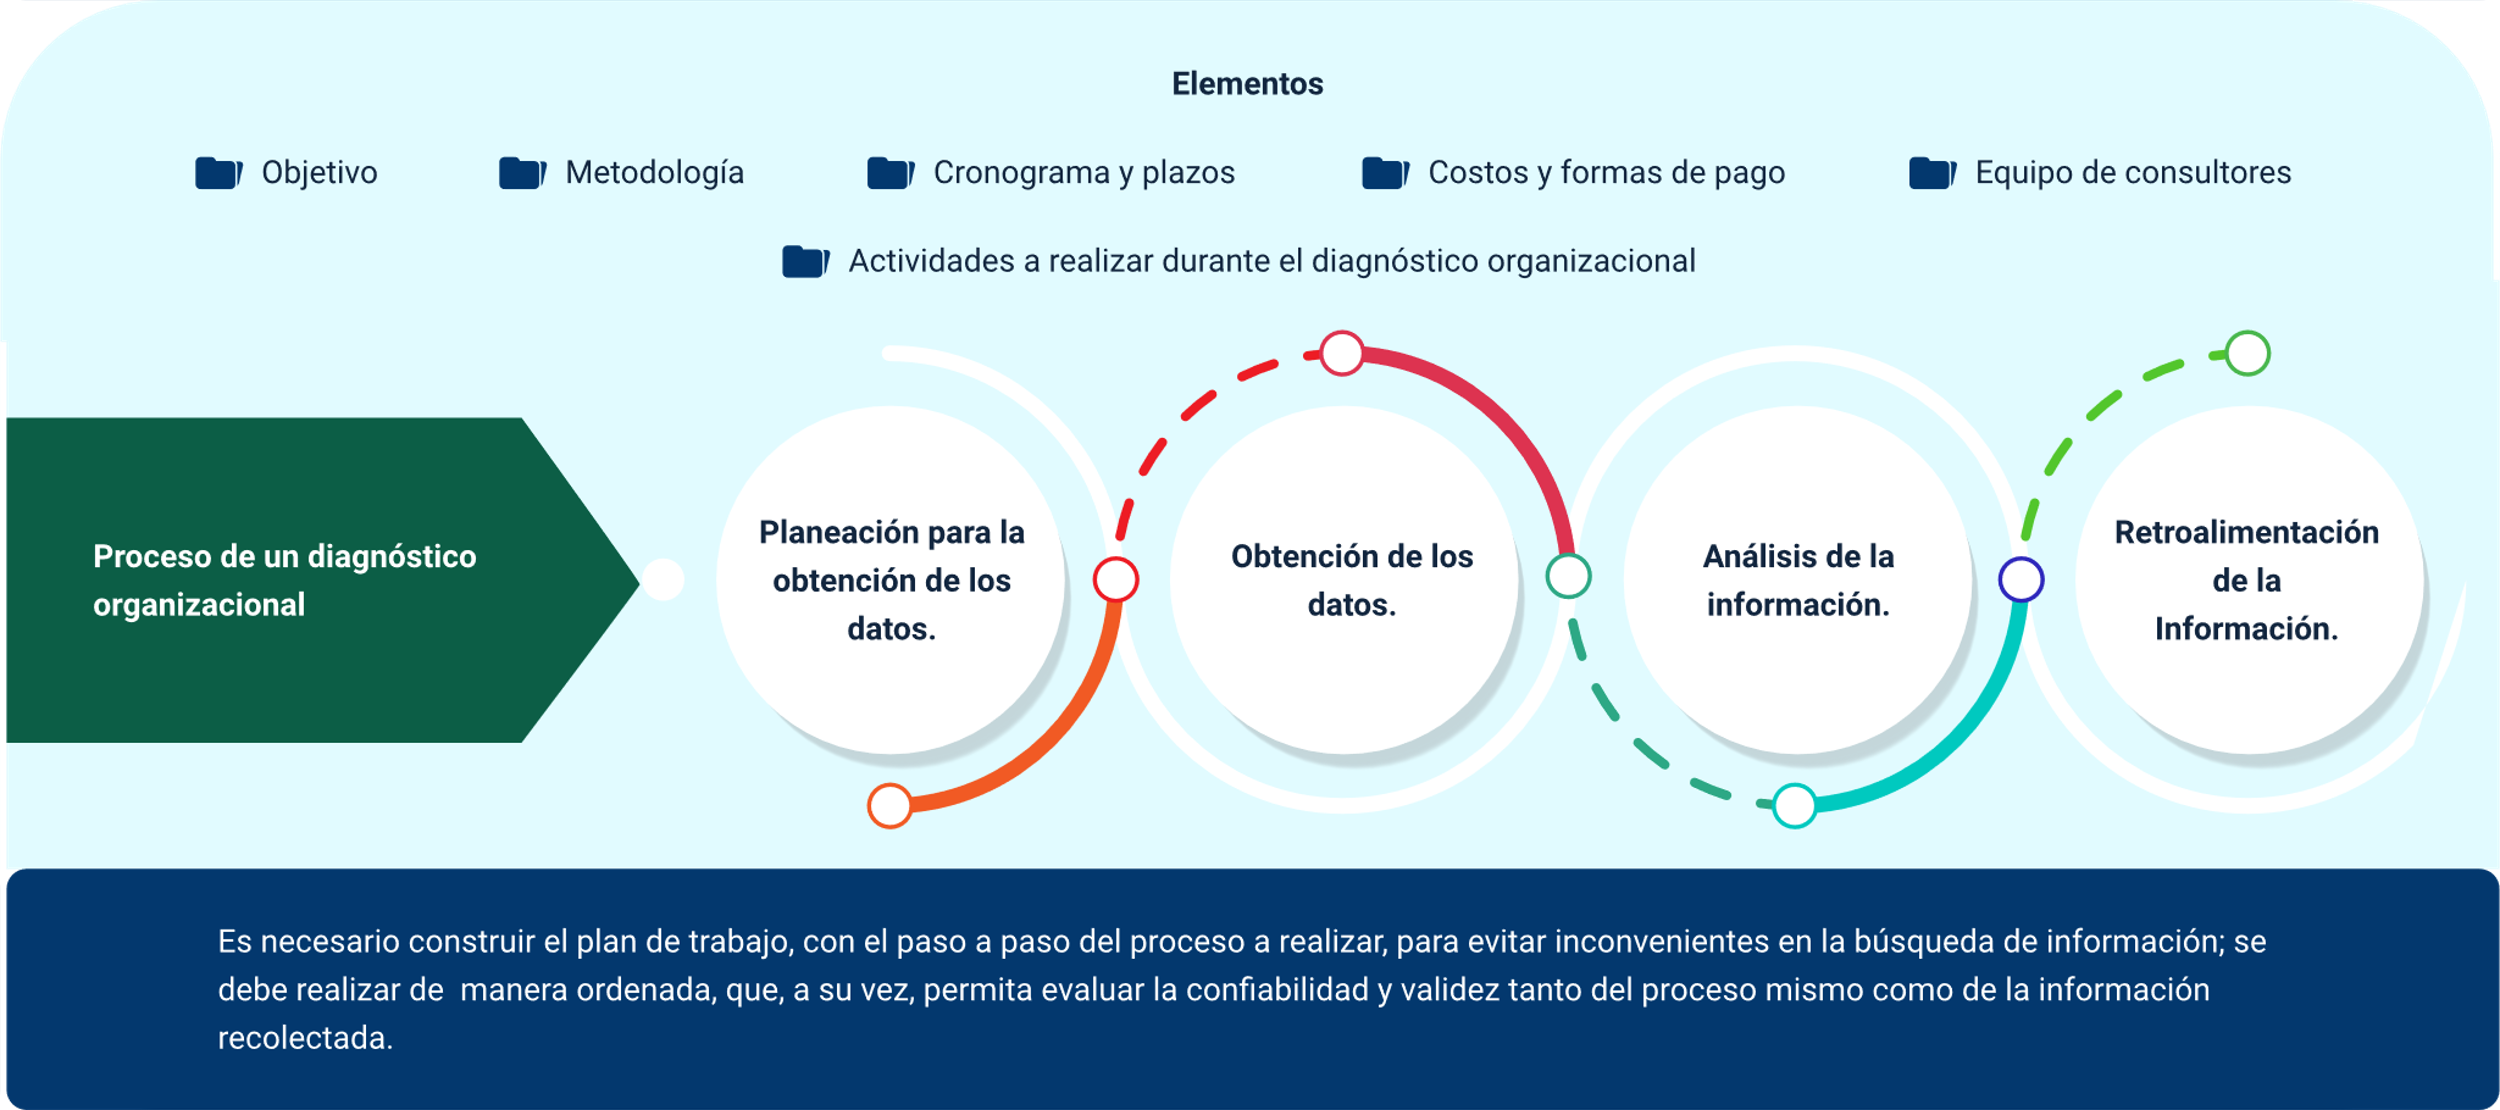 Elementos
Objetivo
Metodología
Cronograma y plazos
Costos y formas de pago
Equipo de consultores
Actividades a realizar durante el diagnóstico organizacional
Proceso de un diagnóstico
organizacional
Planeación para la
obtención de los
datos.
Obtención de los
datos.
Análisis de la
información.
Retroalimentación
de la
Información.
Es necesario construir el plan de trabajo, con el paso a paso del proceso a realizar, para evitar inconvenientes en la búsqueda de información; se
debe realizar de  manera ordenada, que, a su vez, permita evaluar la confiabilidad y validez tanto del proceso mismo como de la información
recolectada.